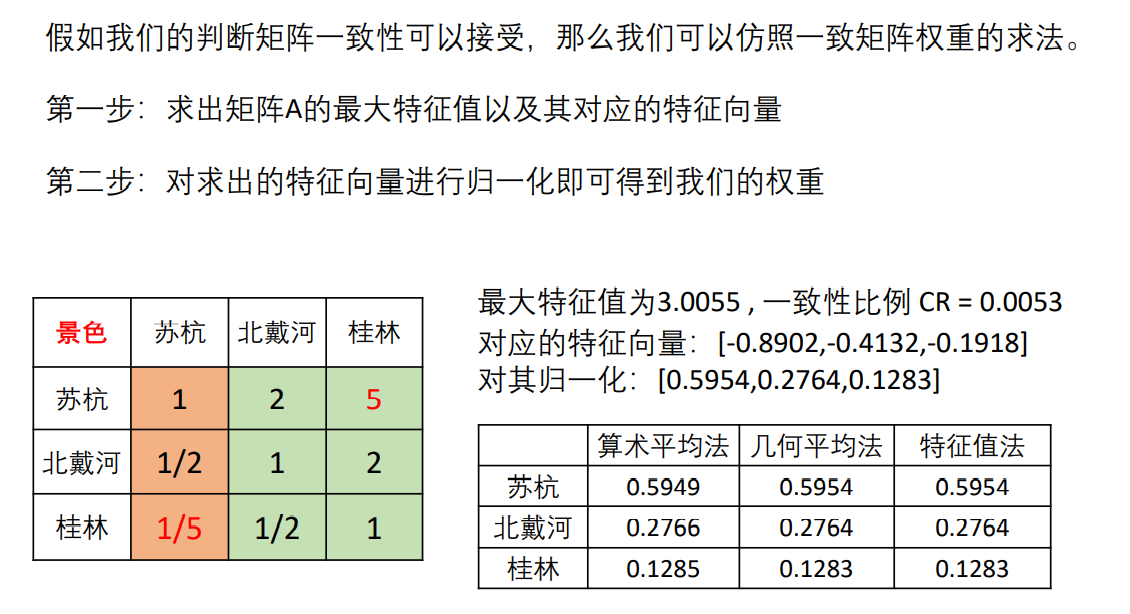 假如我们的判断矩阵一致性可以接受，那么我们可以仿照一致矩阵权重的求法。
第一步：求出矩阵A的最大特征值以及其对应的特征向量
第二步：对求出的特征向量进行归一化即可得到我们的权重
景色 苏杭 北戴河 桂林
苏杭 1 2 5
北戴河 1/2 1 2
桂林 1/5 1/2 1
最大特征值为3.0055 , 一致性比例 CR = 0.0053
对应的特征向量：[-0.8902,-0.4132,-0.1918]
对其归一化：[0.5954,0.2764,0.1283]
算术平均法 几何平均法 特征值法
苏杭 0.5949 0.5954 0.5954
北戴河 0.2766 0.2764 0.2764
桂林 0.1285 0.1283 0.1283